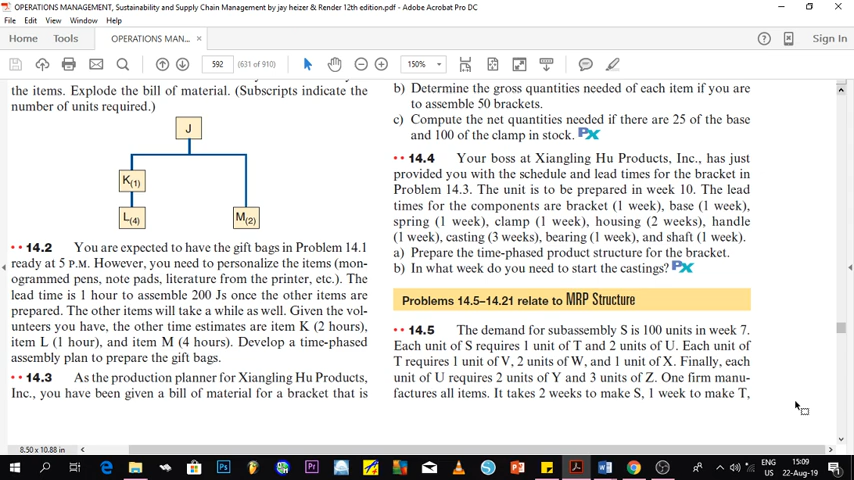 OPERATIONS MANAGEMENT, Sustainability and Supply Chain Management by jay heizer & Render 12th edition.pdf - Adobe Acrobat Pro DC
File Edit View Window Help
Home Tools OPERATIONS MAN... × Sign In
592 (631 of 910) 150%
the items. Explode the bill of material. (Subscripts indicate the
number of units required.)
J
K(1)
L(4) M(2)
•• 14.2 You are expected to have the gift bags in Problem 14.1
ready at 5 P.M. However, you need to personalize the items (mon-
ogrammed pens, note pads, literature from the printer, etc.). The
lead time is 1 hour to assemble 200 Js once the other items are
prepared. The other items will take a while as well. Given the vol-
unteers you have, the other time estimates are item K (2 hours),
item L (1 hour), and item M (4 hours). Develop a time-phased
assembly plan to prepare the gift bags.
•• 14.3 As the production planner for Xiangling Hu Products,
Inc., you have been given a bill of material for a bracket that is
b) Determine the gross quantities needed of each item if you are
to assemble 50 brackets.
c) Compute the net quantities needed if there are 25 of the base
and 100 of the clamp in stock. PX
•• 14.4 Your boss at Xiangling Hu Products, Inc., has just
provided you with the schedule and lead times for the bracket in
Problem 14.3. The unit is to be prepared in week 10. The lead
times for the components are bracket (1 week), base (1 week),
spring (1 week), clamp (1 week), housing (2 weeks), handle
(1 week), casting (3 weeks), bearing (1 week), and shaft (1 week).
a) Prepare the time-phased product structure for the bracket.
b) In what week do you need to start the castings? PX
Problems 14.5–14.21 relate to MRP Structure
•• 14.5 The demand for subassembly S is 100 units in week 7.
Each unit of S requires 1 unit of T and 2 units of U. Each unit of
T requires 1 unit of V, 2 units of W, and 1 unit of X. Finally, each
unit of U requires 2 units of Y and 3 units of Z. One firm manu-
factures all items. It takes 2 weeks to make S, 1 week to make T,
8.50 x 10.88 in
ENG 15:09
US 22-Aug-19